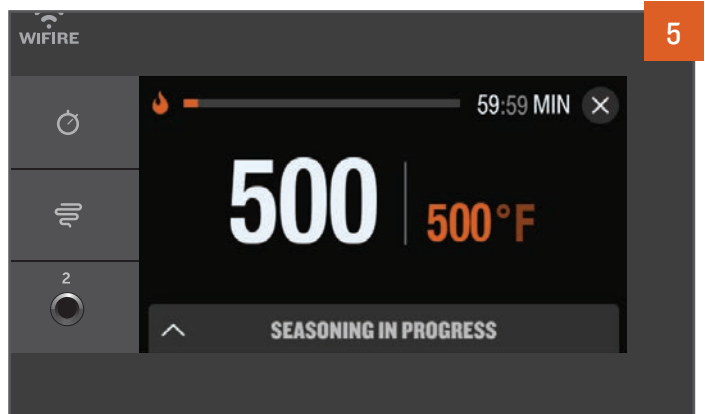 WiFIRE
5
59:59 MIN
500
500°F
2
SEASONING IN PROGRESS